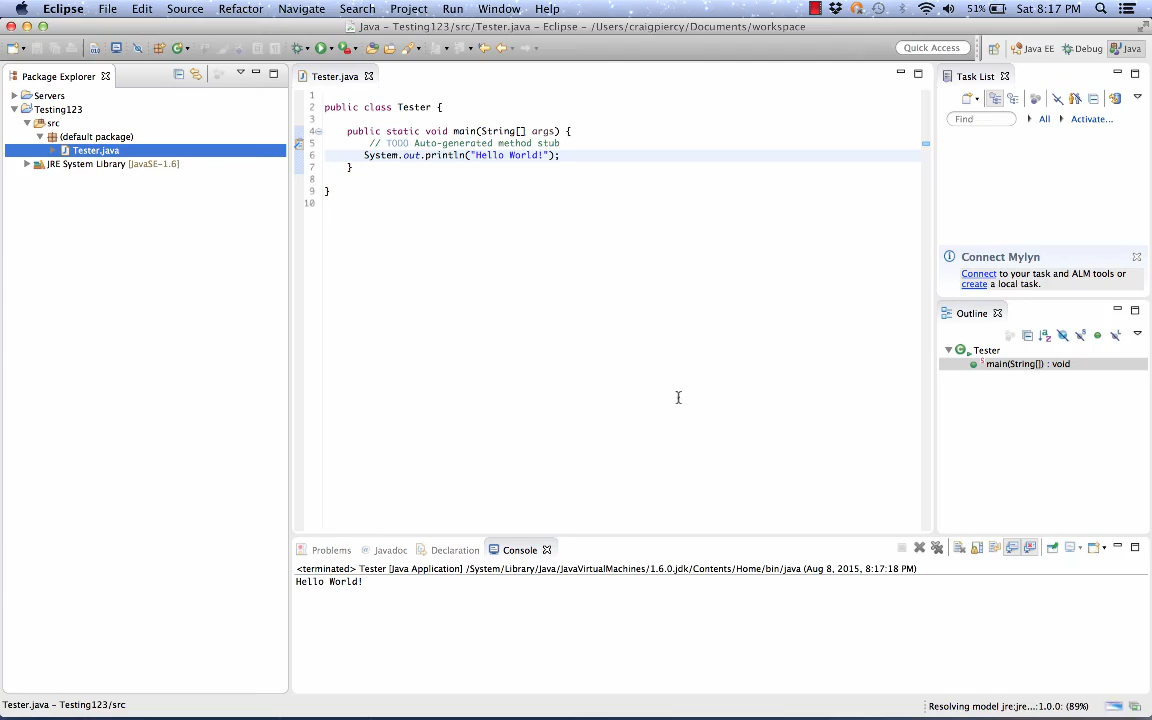 Eclipse File Edit Source Refactor Navigate Search Project Run Window Help 51% Sat 8:17 PM
Java - Testing123/src/Tester.java - Eclipse - /Users/craigpiercy/Documents/workspace
Quick Access Java EE Debug Java
Package Explorer
Servers
Testing123
src
(default package)
Tester.java
JRE System Library [JavaSE-1.6]
Tester.java
1
2 public class Tester {
3
4 public static void main(String[] args) {
5 // TODO Auto-generated method stub
6 System.out.println("Hello World!");
7 }
8
9 }
10
Task List
Find All Activate...
Connect Mylyn
Connect to your task and ALM tools or
create a local task.
Outline
Tester
main(String[]) : void
Problems Javadoc Declaration Console
<terminated> Tester [Java Application] /System/Library/Java/JavaVirtualMachines/1.6.0.jdk/Contents/Home/bin/java (Aug 8, 2015, 8:17:18 PM)
Hello World!
Tester.java - Testing123/src
Resolving model jre:jre...:1.0.0: (89%)